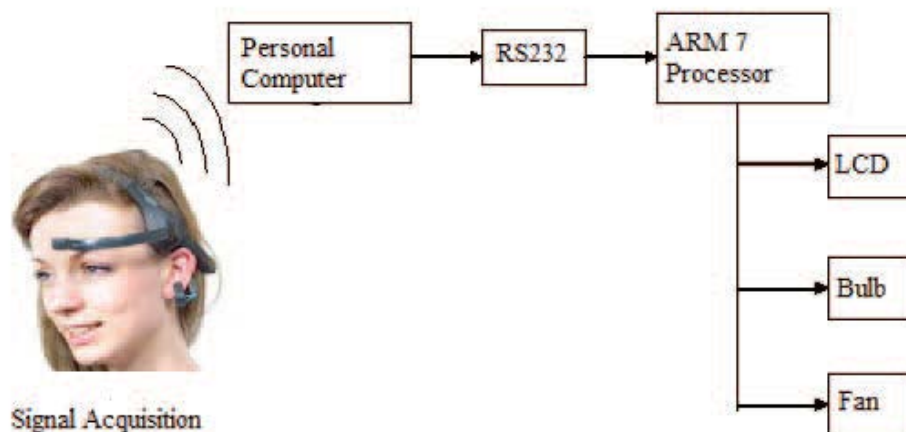 Personal
Computer
RS232
ARM 7
Processor
LCD
Bulb
Fan
Signal Acquisition